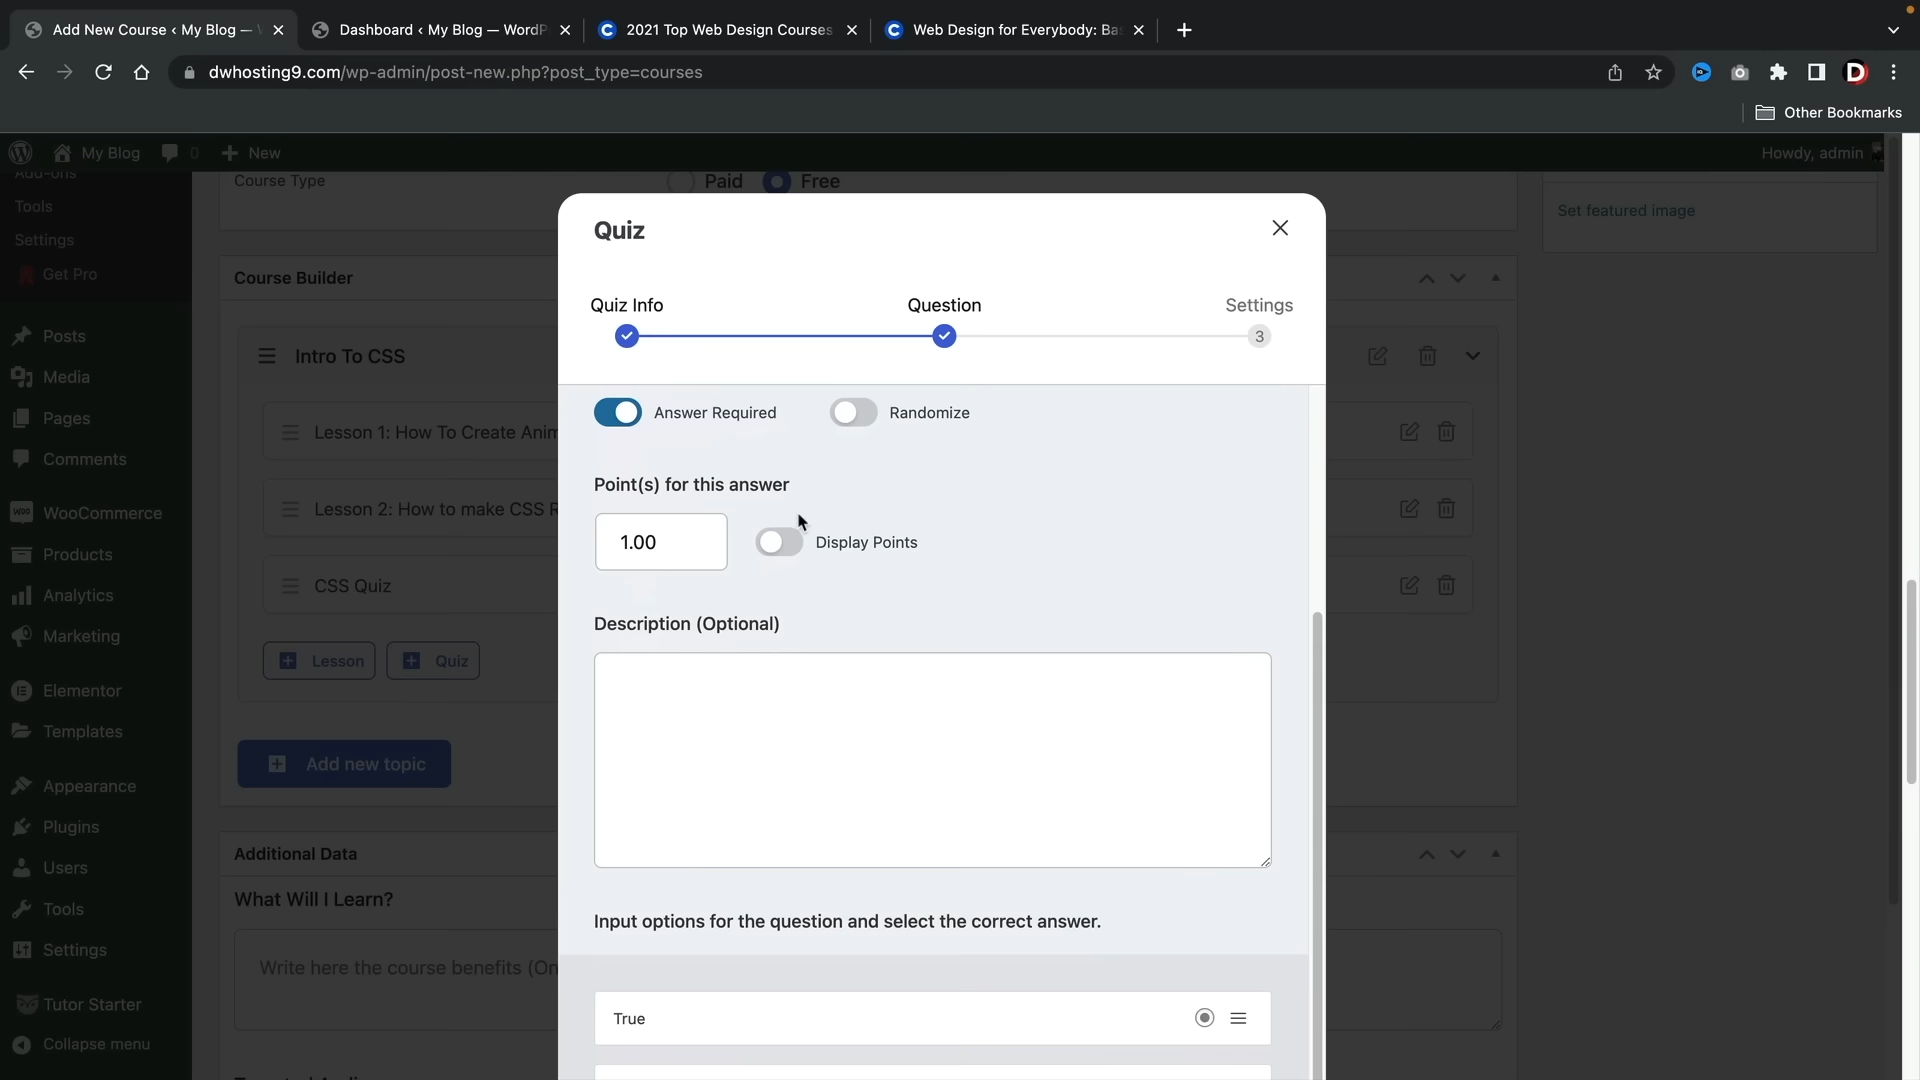 Add New Course ‹ My Blog —
Dashboard ‹ My Blog — WordP
2021 Top Web Design Courses
Web Design for Everybody: Ba
dwhosting9.com/wp-admin/post-new.php?post_type=courses
Other Bookmarks
My Blog
0
New
Howdy, admin
Add-ons
Tools
Settings
Get Pro
Posts
Media
Pages
Comments
WooCommerce
Products
Analytics
Marketing
Elementor
Templates
Appearance
Plugins
Users
Tools
Settings
Tutor Starter
Collapse menu
Course Type
Paid
Free
Set featured image
Course Builder
Intro To CSS
Lesson 1: How To Create Anim
Lesson 2: How to make CSS R
CSS Quiz
Lesson
Quiz
Add new topic
Additional Data
What Will I Learn?
Write here the course benefits (On
Quiz
Quiz Info
Question
Settings
3
Answer Required
Randomize
Point(s) for this answer
1.00
Display Points
Description (Optional)
Input options for the question and select the correct answer.
True